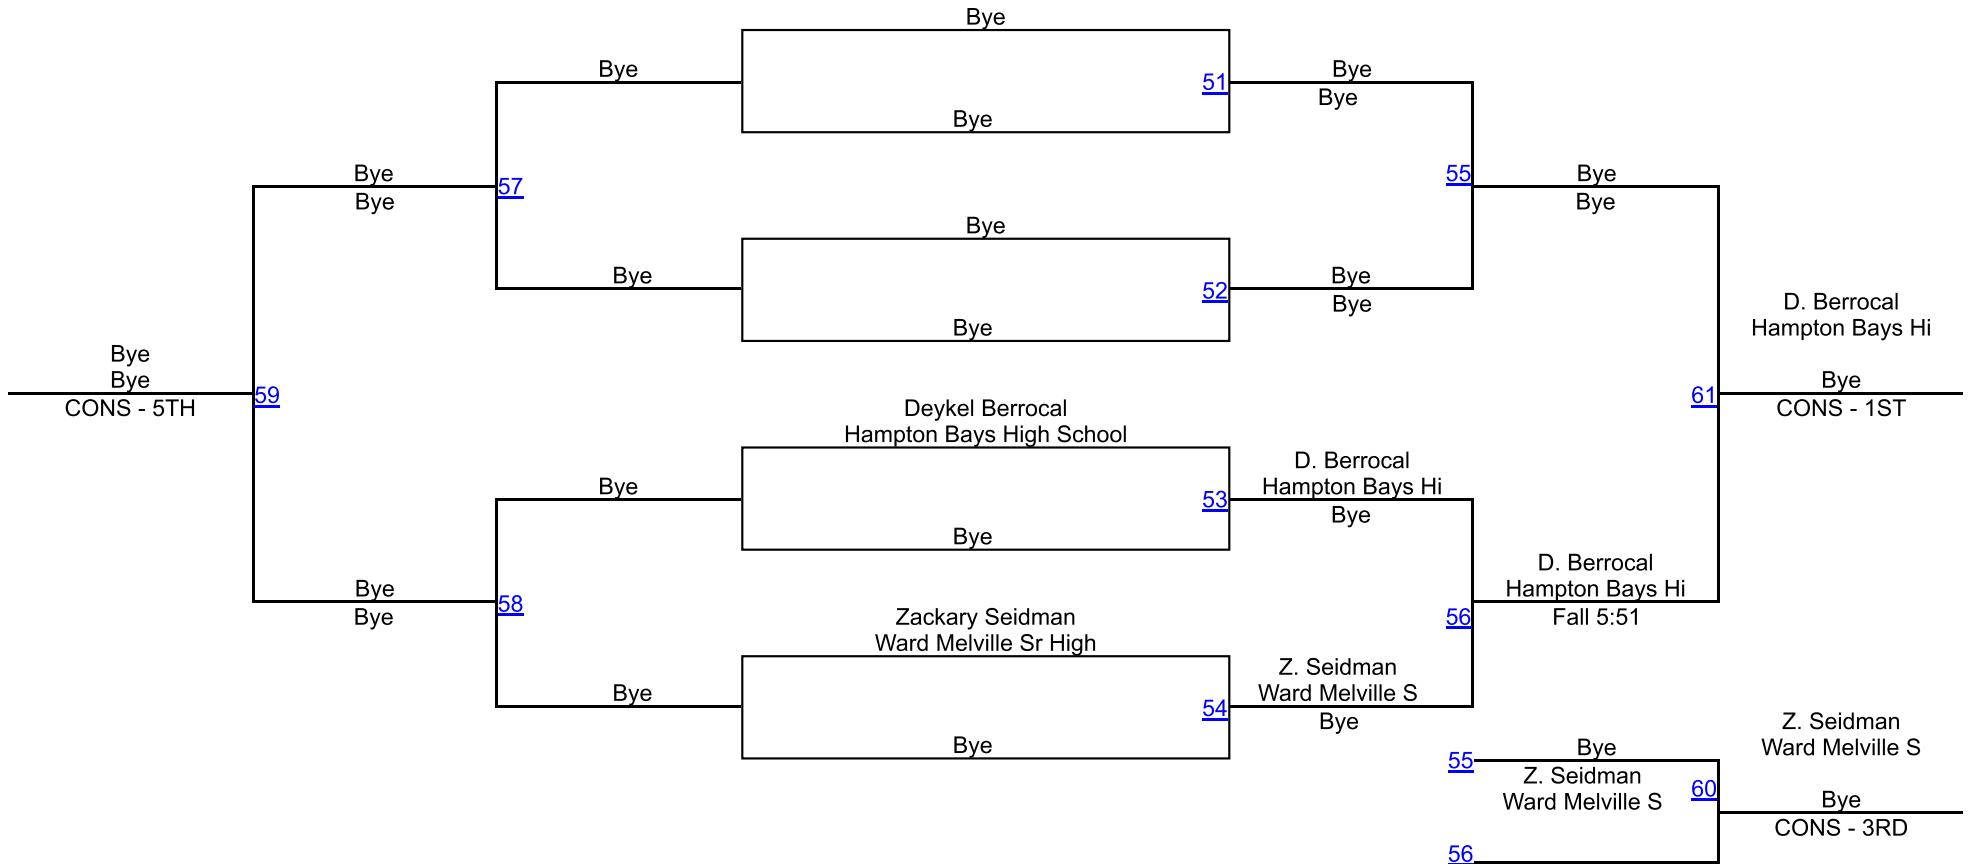 Bye
Bye
51
Bye
Bye
Bye
Bye
57
Bye
Bye
55
Bye
Bye
Bye
Bye
52
Bye
Bye
Bye
Bye
Bye
CONS - 5TH
59
D. Berrocal
Hampton Bays Hi
61
Bye
CONS - 1ST
Deykel Berrocal
Hampton Bays High School
Bye
53
D. Berrocal
Hampton Bays Hi
Bye
Bye
Bye
Bye
58
D. Berrocal
Hampton Bays Hi
56
Fall 5:51
Zackary Seidman
Ward Melville Sr High
Bye
54
Z. Seidman
Ward Melville S
Bye
Bye
55
Bye
Z. Seidman
Ward Melville S
60
Z. Seidman
Ward Melville S
Bye
CONS - 3RD
56